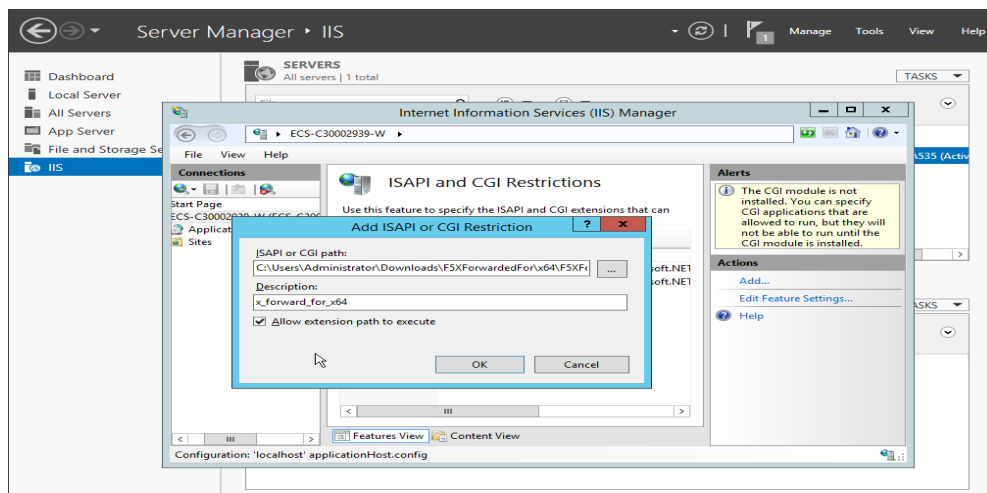 Server Manager ‣ IIS
1
Manage Tools View Help
Dashboard
Local Server
All Servers
App Server
File and Storage Se
IIS
SERVERS
All servers | 1 total
TASKS
Internet Information Services (IIS) Manager
ECS-C30002939-W
File View Help
Connections
Start Page
Applicat
Sites
ISAPI and CGI Restrictions
Use this feature to specify the ISAPI and CGI extensions that can
Add ISAPI or CGI Restriction
? x
ISAPI or CGI path:
C:\Users\Administrator\Downloads\F5XForwardedFor\x64\F5XF
...
Description:
x_forward_for_x64
Allow extension path to execute
OK Cancel
soft.NET
soft.NET
Features View Content View
Configuration: 'localhost' applicationHost.config
Alerts
The CGI module is not
installed. You can specify
CGI applications that are
allowed to run, but they will
not be able to run until the
CGI module is installed.
Actions
Add...
Edit Feature Settings...
Help
\535 (Activ
ASKS